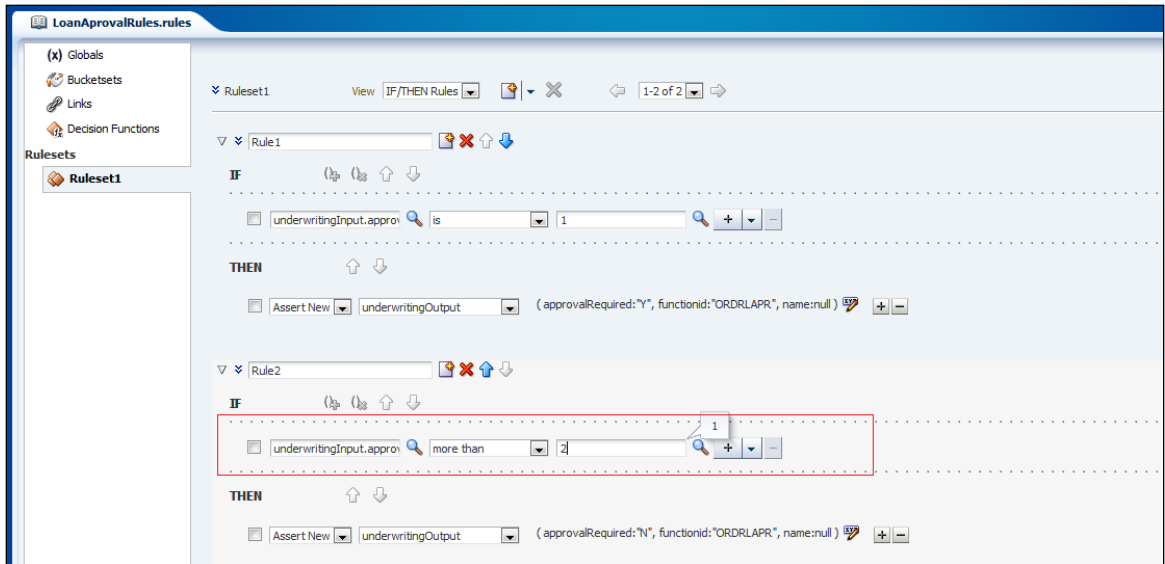 LoanAprovalRules.rules
(x) Globals
Bucketsets
Links
Decision Functions
Rulesets
Ruleset1
Ruleset1 View IF/THEN Rules 1-2 of 2
Rule1
IF
underwritingInput.approv is 1
THEN
Assert New underwritingOutput ( approvalRequired:"Y", functionid:"ORDRLAPR", name:null )
Rule2
IF
1
underwritingInput.approv more than 2
THEN
Assert New underwritingOutput ( approvalRequired:"N", functionid:"ORDRLAPR", name:null )